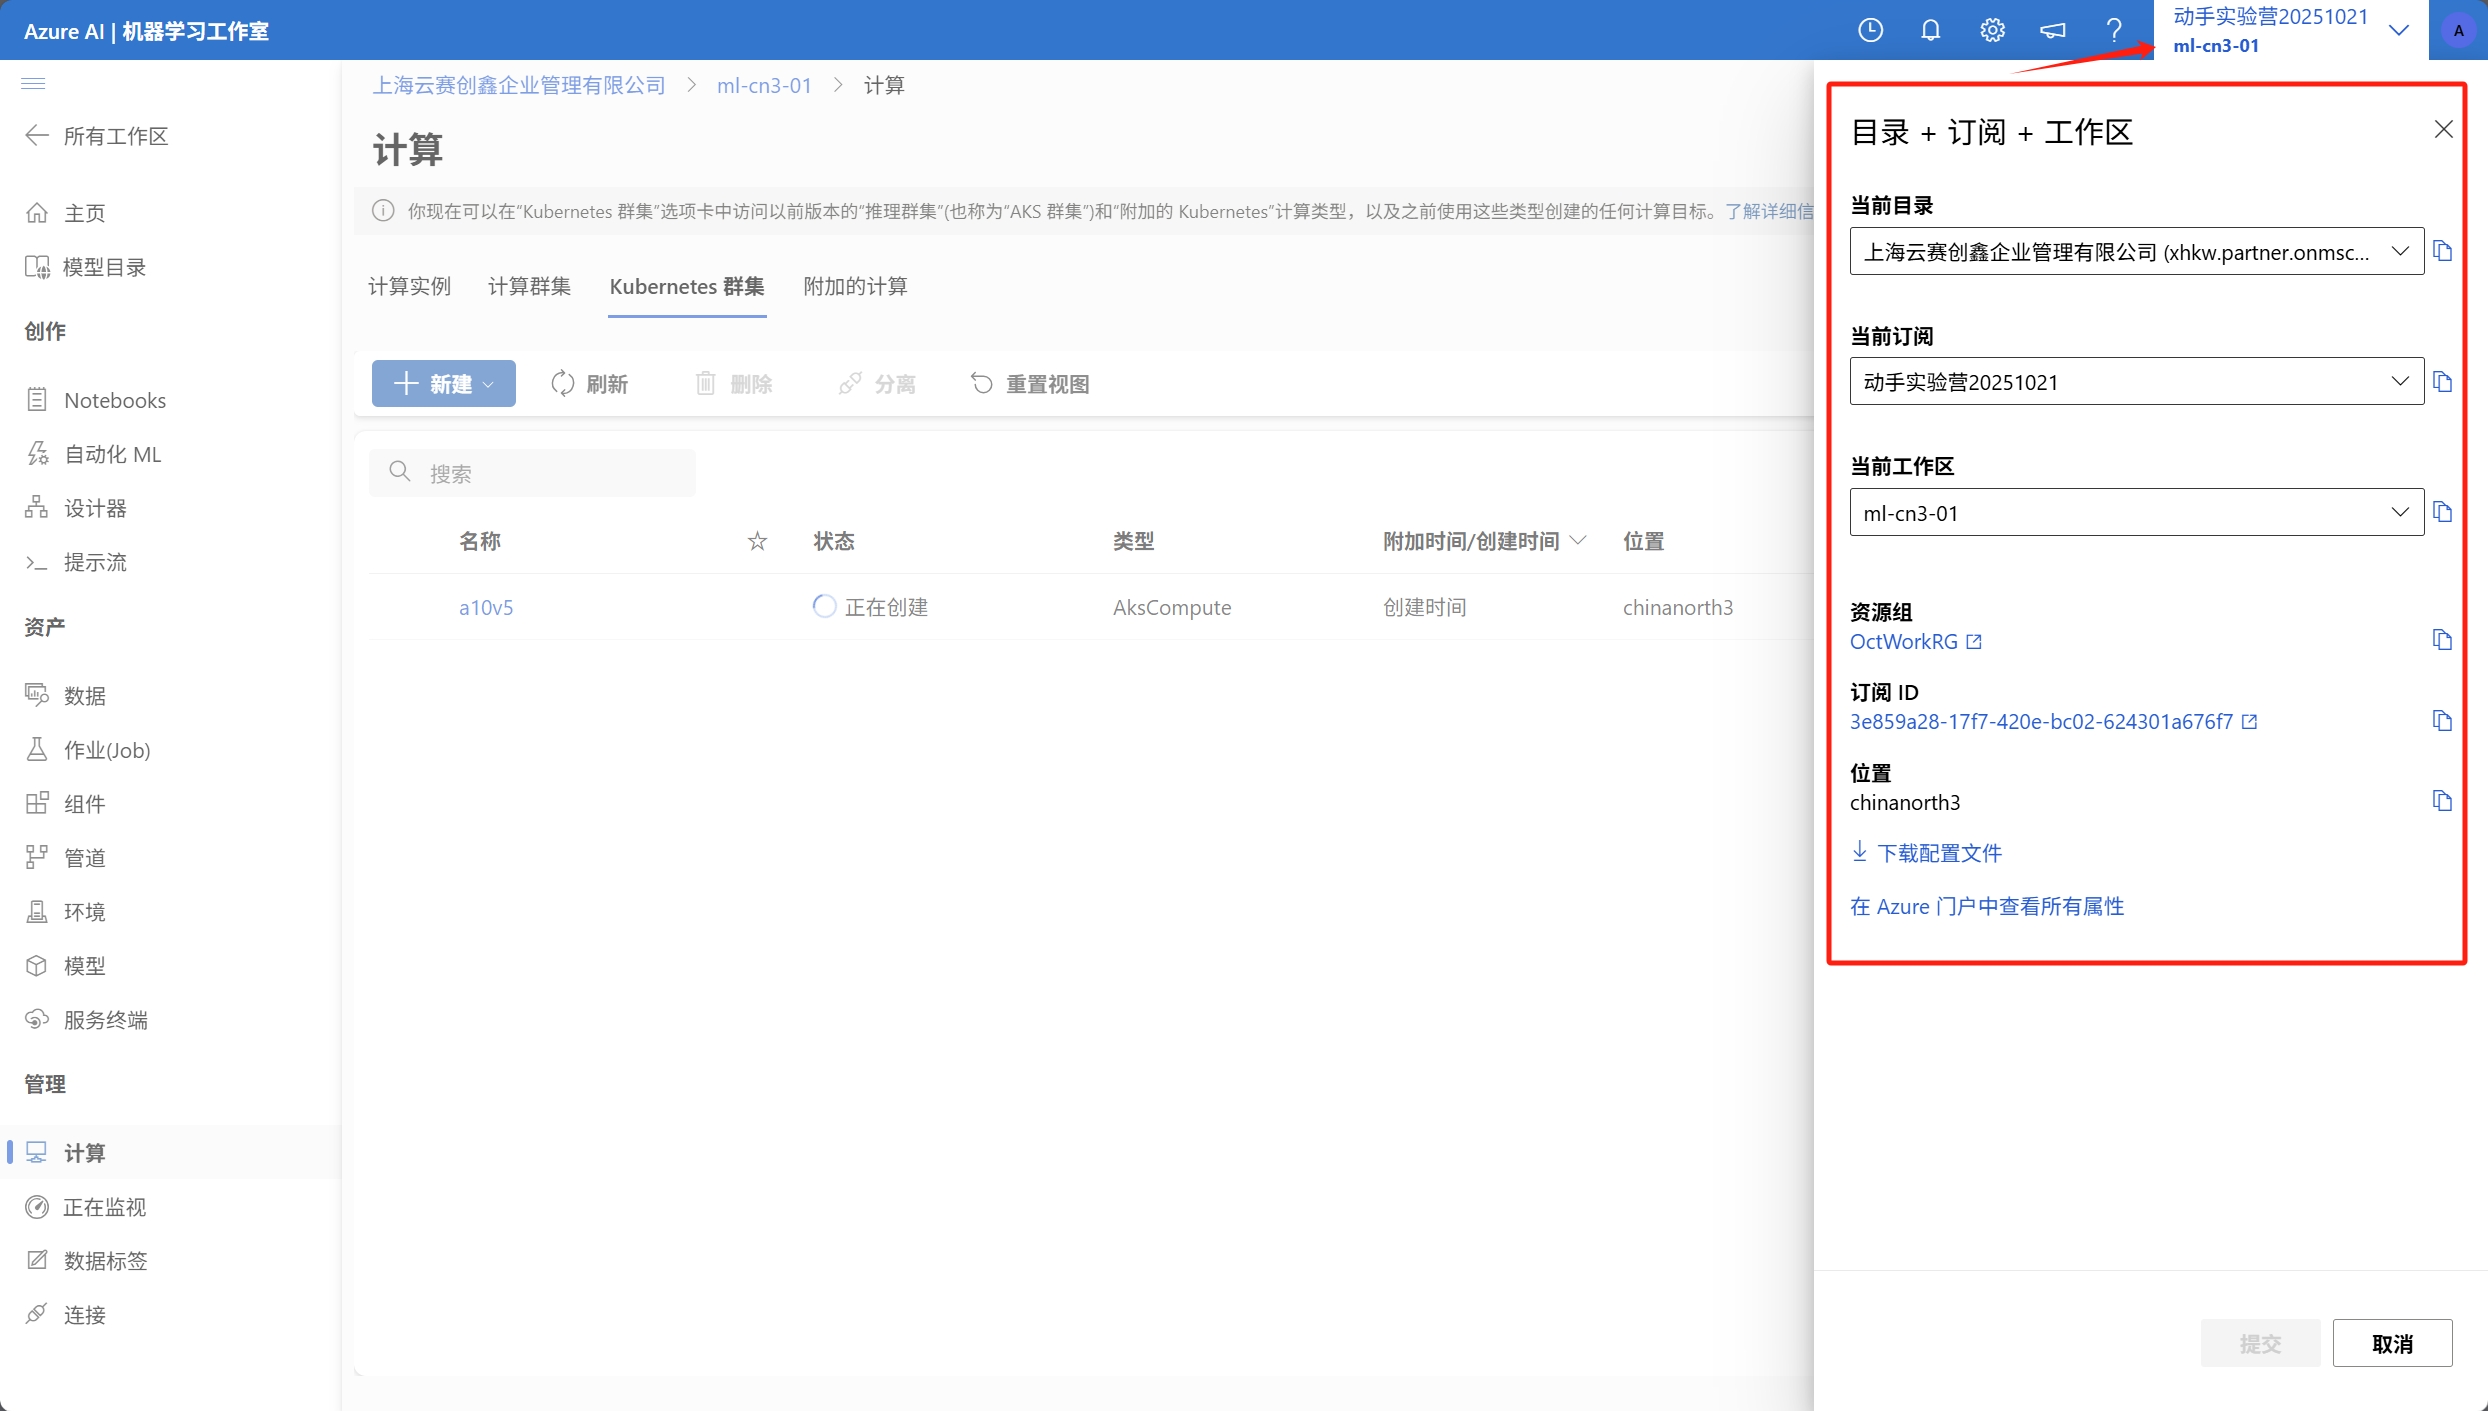 Azure AI | 机器学习工作室
动手实验营20251021
ml-cn3-01
A
所有工作区
主页
模型目录
创作
Notebooks
自动化 ML
设计器
提示流
资产
数据
作业(Job)
组件
管道
环境
模型
服务终端
管理
计算
正在监视
数据标签
连接
上海云赛创鑫企业管理有限公司 > ml-cn3-01 > 计算
计算
你现在可以在“Kubernetes 群集”选项卡中访问以前版本的“推理群集”(也称为“AKS 群集”)和“附加的 Kubernetes”计算类型，以及之前使用这些类型创建的任何计算目标。了解详细信
计算实例 计算群集 Kubernetes 群集 附加的计算
新建 刷新 删除 分离 重置视图
搜索
名称 状态 类型 附加时间/创建时间 位置
a10v5 正在创建 AksCompute 创建时间 chinanorth3
目录 + 订阅 + 工作区
当前目录
上海云赛创鑫企业管理有限公司 (xhkw.partner.onmsc...
当前订阅
动手实验营20251021
当前工作区
ml-cn3-01
资源组
OctWorkRG
订阅 ID
3e859a28-17f7-420e-bc02-624301a676f7
位置
chinanorth3
下载配置文件
在 Azure 门户中查看所有属性
提交 取消